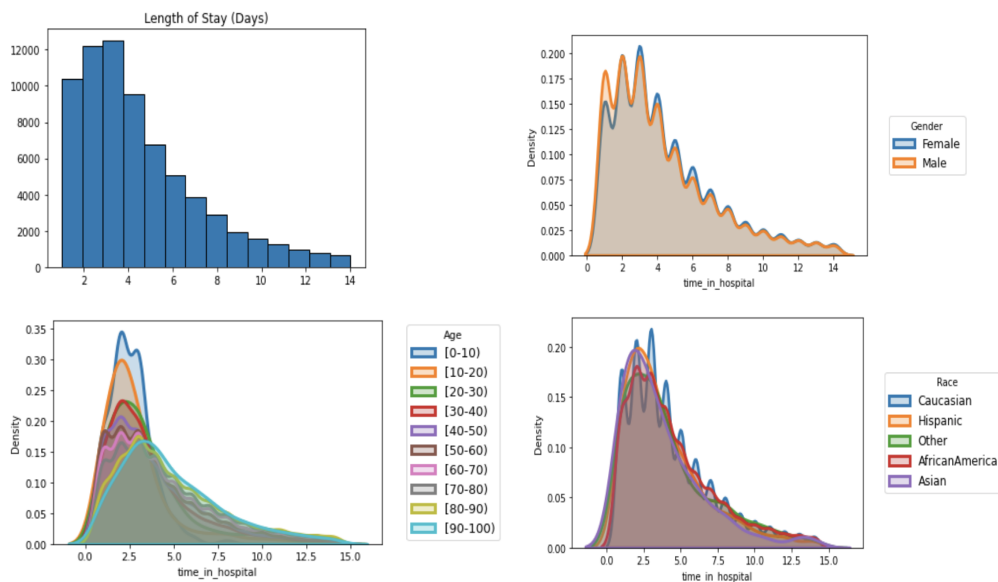 Length of Stay (Days)
12000
10000
8000
6000
4000
2000
0
2 4 6 8 10 12 14
0.200
0.175
0.150
0.125
0.100
0.075
0.050
0.025
0.000
Density
0 2 4 6 8 10 12 14
time_in_hospital
Gender
Female
Male
0.35
0.30
0.25
0.20
0.15
0.10
0.05
0.00
Density
0.0 2.5 5.0 7.5 10.0 12.5 15.0
time_in_hospital
Age
[0-10)
[10-20)
[20-30)
[30-40)
[40-50)
[50-60)
[60-70)
[70-80)
[80-90)
[90-100)
0.20
0.15
0.10
0.05
0.00
Density
0.0 2.5 5.0 7.5 10.0 12.5 15.0
time_in_hospital
Race
Caucasian
Hispanic
Other
AfricanAmerica
Asian